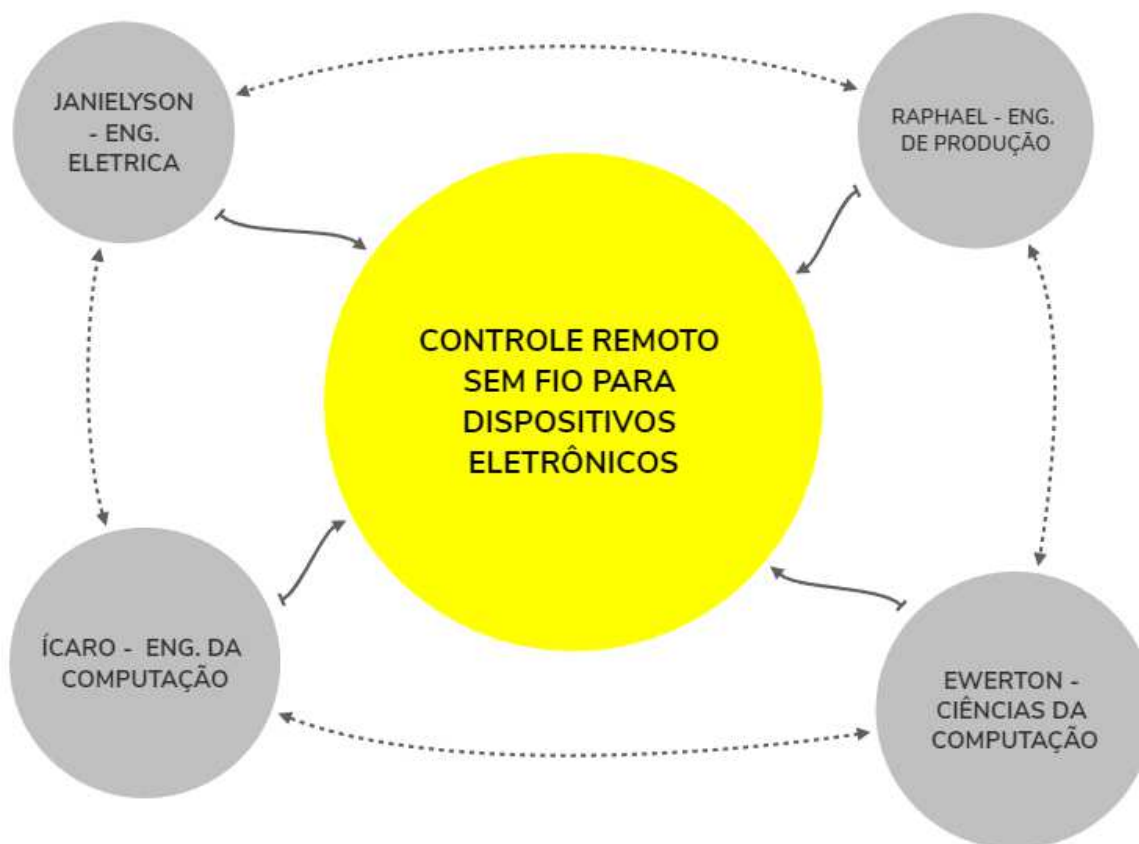 JANIELYSON
- ENG.
ELETRICA
RAPHAEL - ENG.
DE PRODUÇÃO
CONTROLE REMOTO
SEM FIO PARA
DISPOSITIVOS
ELETRÔNICOS
ÍCARO - ENG. DA
COMPUTAÇÃO
EWERTON -
CIÊNCIAS DA
COMPUTAÇÃO